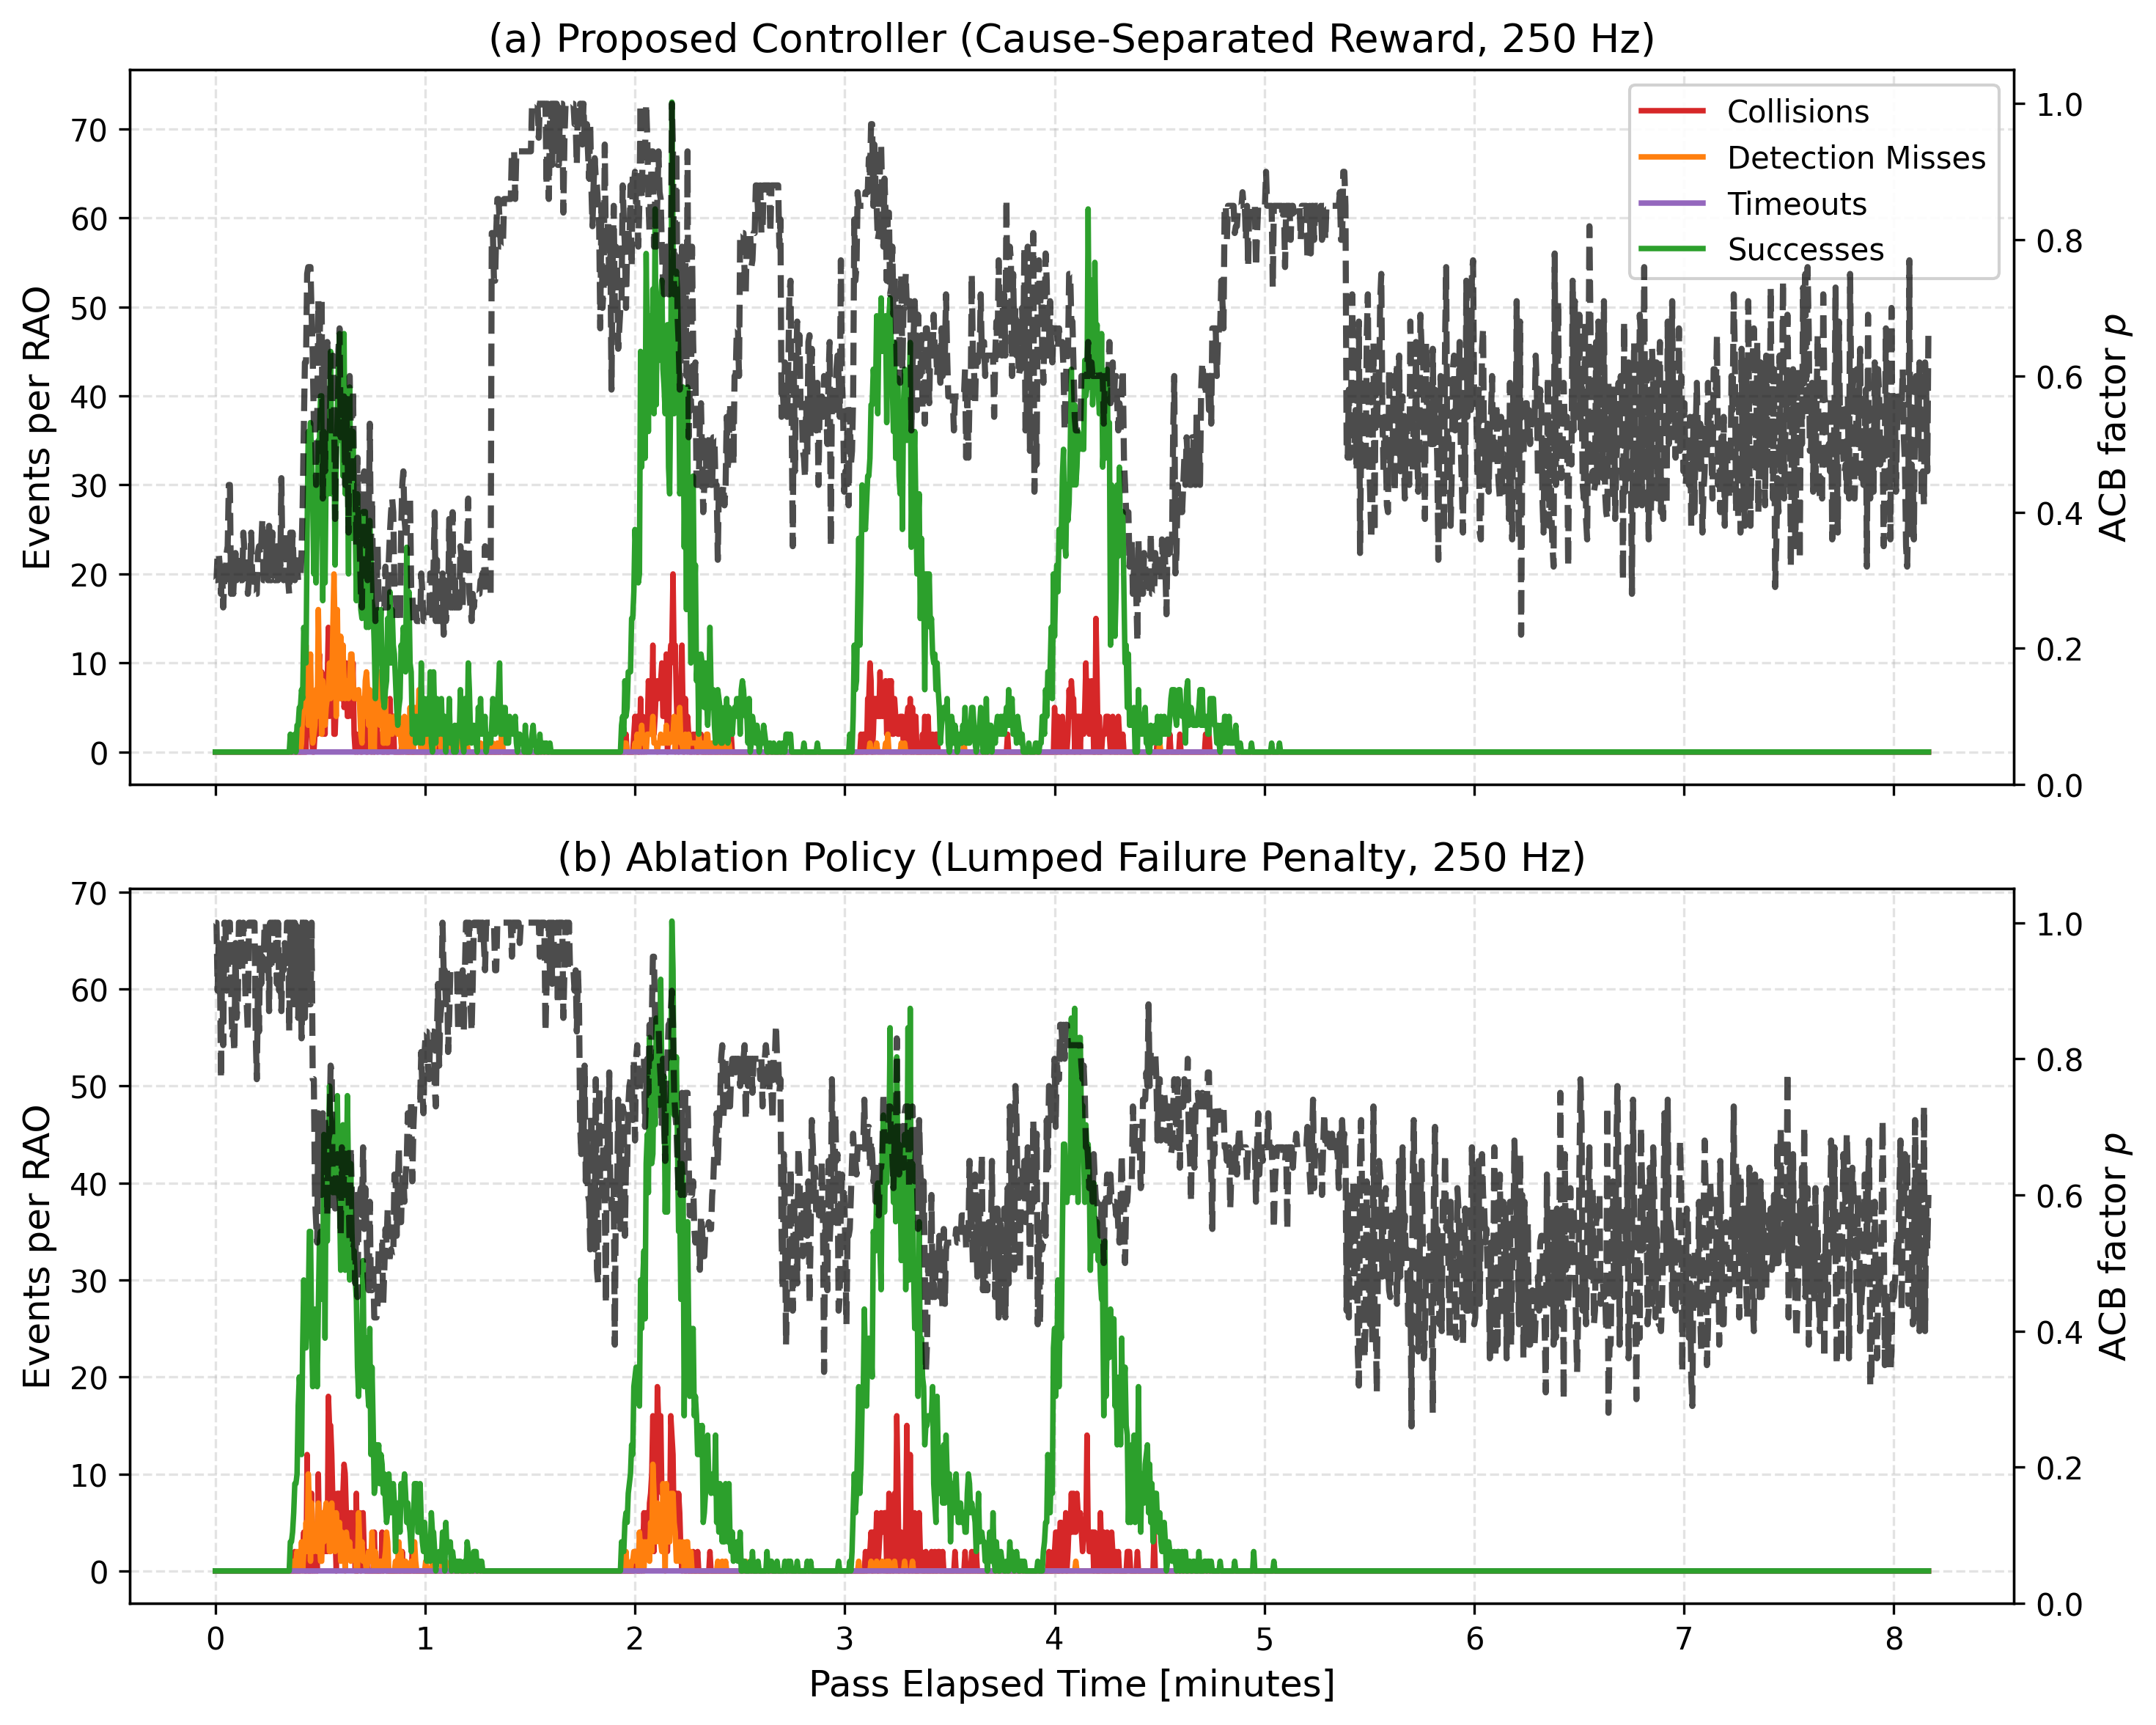 (a) Proposed Controller (Cause-Separated Reward, 250 Hz)
Events per RAO
70
60
50
40
30
20
10
0
Collisions
Detection Misses
Timeouts
Successes
1.0
0.8
0.6
0.4
0.2
0.0
ACB factor p
(b) Ablation Policy (Lumped Failure Penalty, 250 Hz)
Events per RAO
70
60
50
40
30
20
10
0
1.0
0.8
0.6
0.4
0.2
0.0
ACB factor p
0 1 2 3 4 5 6 7 8
Pass Elapsed Time [minutes]